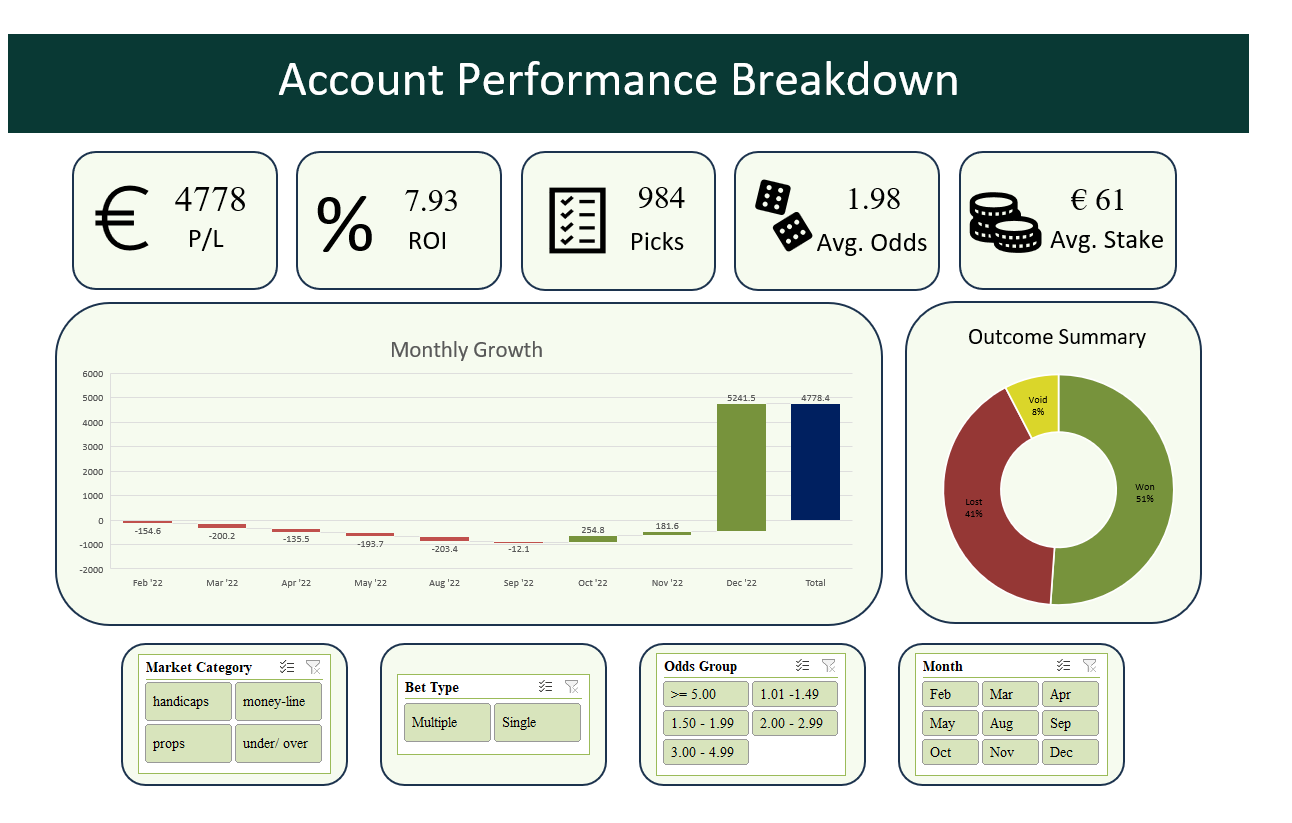 Account Performance Breakdown
€ 4778 P/L
% 7.93 ROI
984 Picks
1.98 Avg. Odds
€ 61 Avg. Stake
Monthly Growth
6000
5000
4000
3000
2000
1000
0
-1000
-2000
-154.6
-200.2
-135.5
-193.7
-203.4
-12.1
254.8
181.6
5241.5
4778.4
Feb '22
Mar '22
Apr '22
May '22
Aug '22
Sep '22
Oct '22
Nov '22
Dec '22
Total
Outcome Summary
Void
8%
Won
51%
Lost
41%
Market Category
handicaps
money-line
props
under/ over
Bet Type
Multiple
Single
Odds Group
>= 5.00
1.01 -1.49
1.50 - 1.99
2.00 - 2.99
3.00 - 4.99
Month
Feb
Mar
Apr
May
Aug
Sep
Oct
Nov
Dec